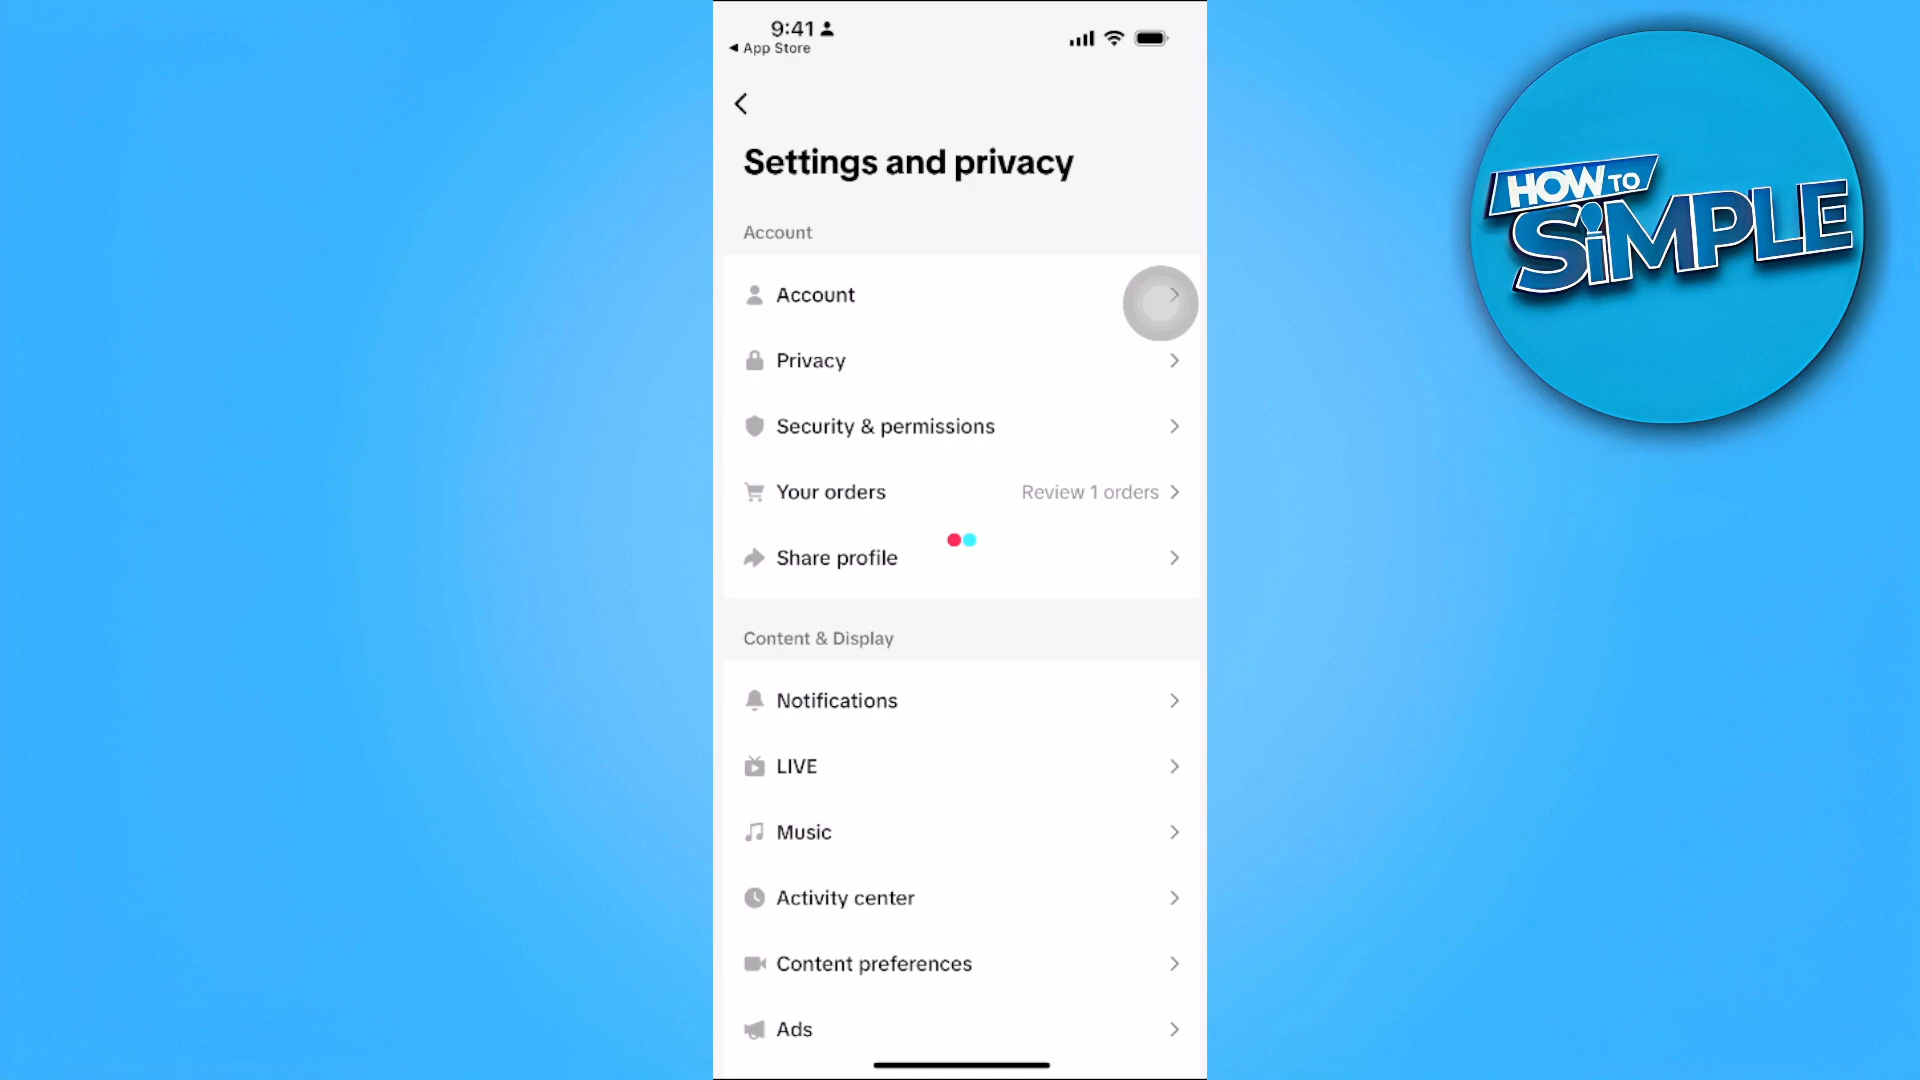 9:41
◀ App Store
Settings and privacy
Account
Account
Privacy
Security & permissions
Your orders
Review 1 orders
Share profile
Content & Display
Notifications
LIVE
Music
Activity center
Content preferences
Ads
HOW TO
SiMPLE